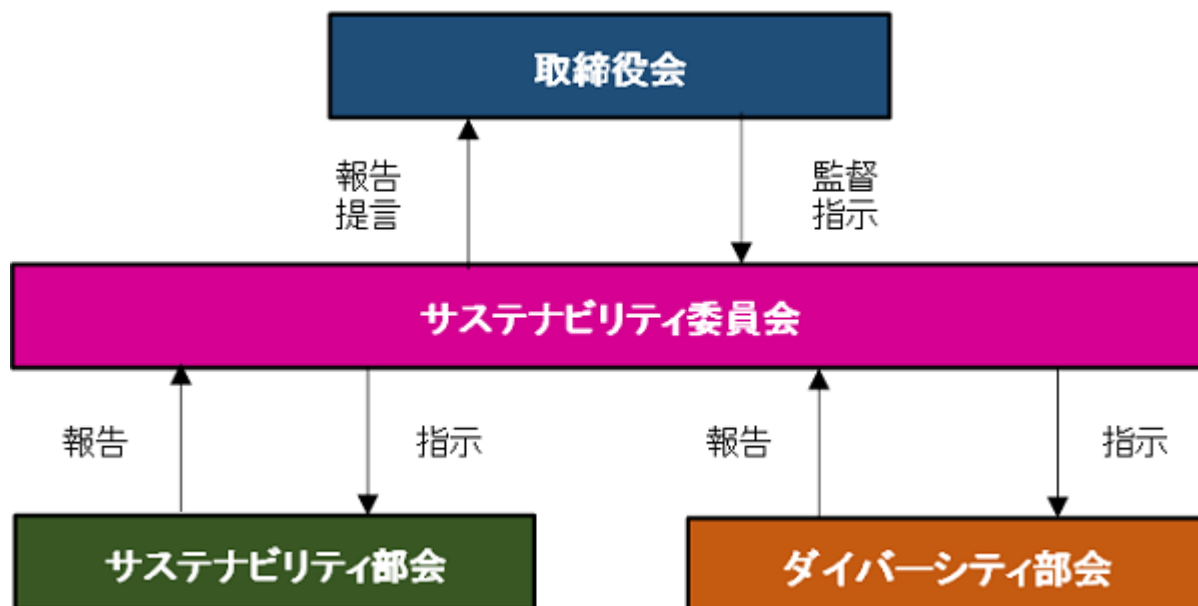 取締役会
報告
提言
監督
指示
サステナビリティ委員会
報告
指示
報告
指示
サステナビリティ部会
ダイバーシティ部会